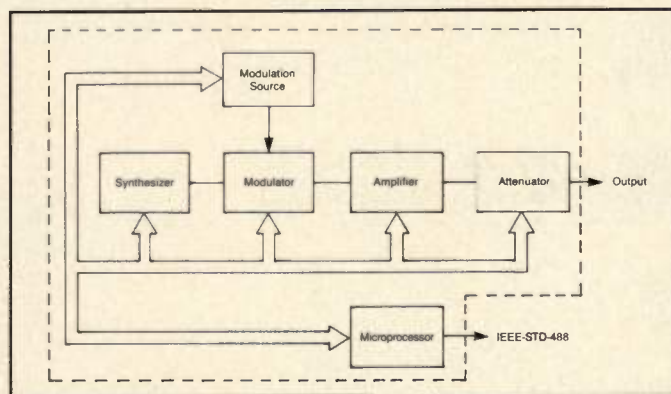 Modulation
Source
Synthesizer
Modulator
Amplifier
Attenuator
Output
Microprocessor
IEEE-STD-488